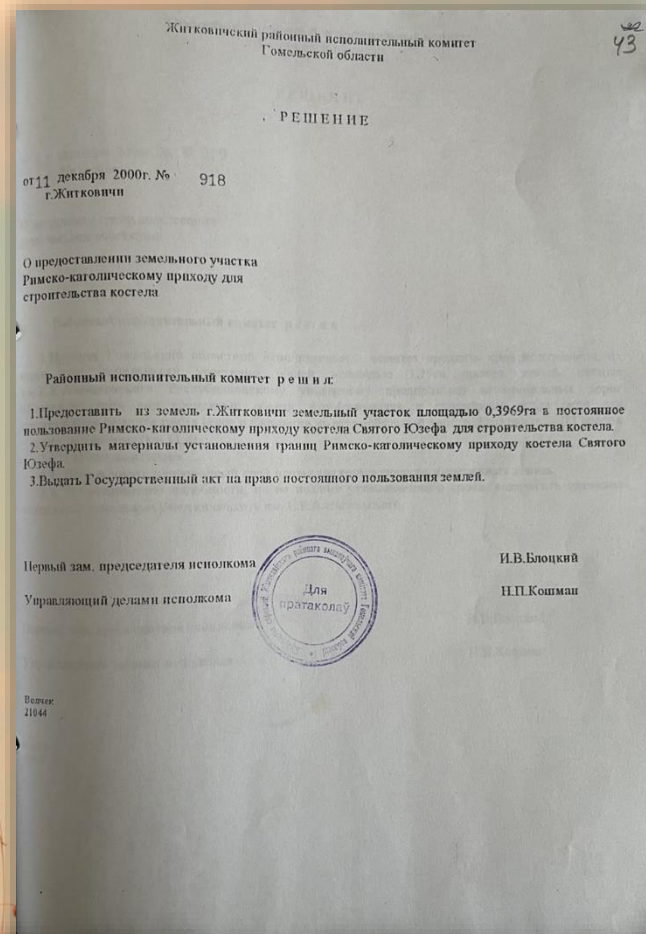 43
Житковичский районный исполнительный комитет
Гомельской области
РЕШЕНИЕ
от 11 декабря 2000г. № 918
г.Житковичи
О предоставлении земельного участка
Римско-католическому приходу для
строительства костела
Районный исполнительный комитет р е ш и л:
1.Предоставить из земель г.Житковичи земельный участок площадью 0,3969га в постоянное
пользование Римско-католическому приходу костела Святого Юзефа для строительства костела.
2.Утвердить материалы установления границ Римско-католическому приходу костела Святого
Юзефа.
3.Выдать Государственный акт на право постоянного пользования землей.
Первый зам. председателя исполкома И.В.Блоцкий
Управляющий делами исполкома Н.П.Кошман
Для
пратаколаў
Волчек
21044